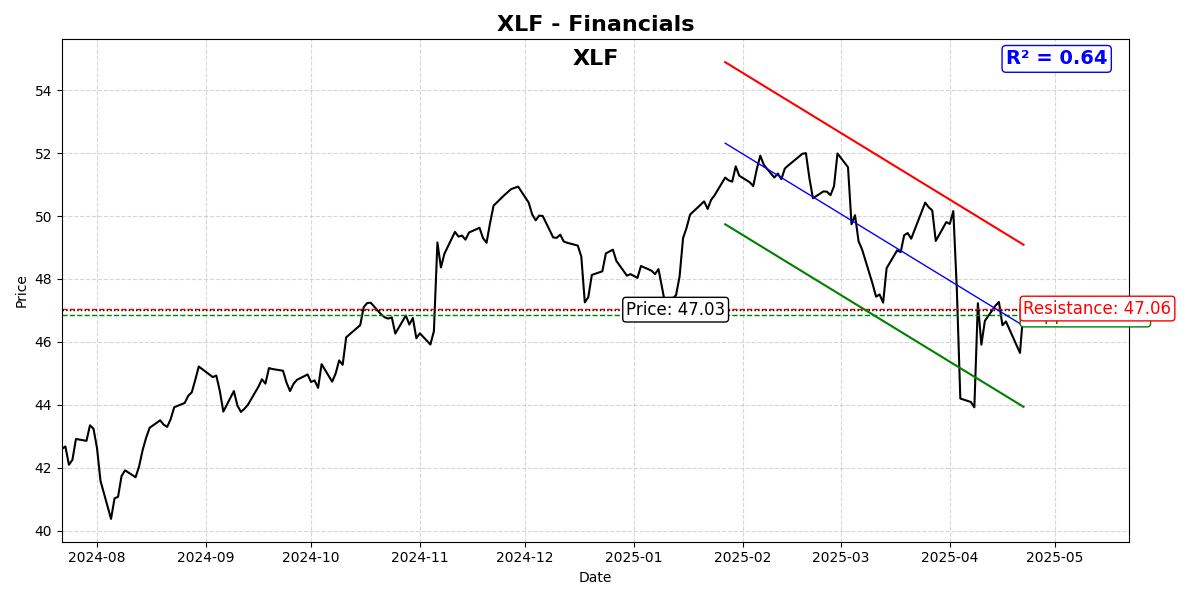 XLF - Financials
XLF
R² = 0.64
54
52
50
48
46
44
42
40
Price
Price: 47.03
Resistance: 47.06
2024-08
2024-09
2024-10
2024-11
2024-12
2025-01
2025-02
2025-03
2025-04
2025-05
Date